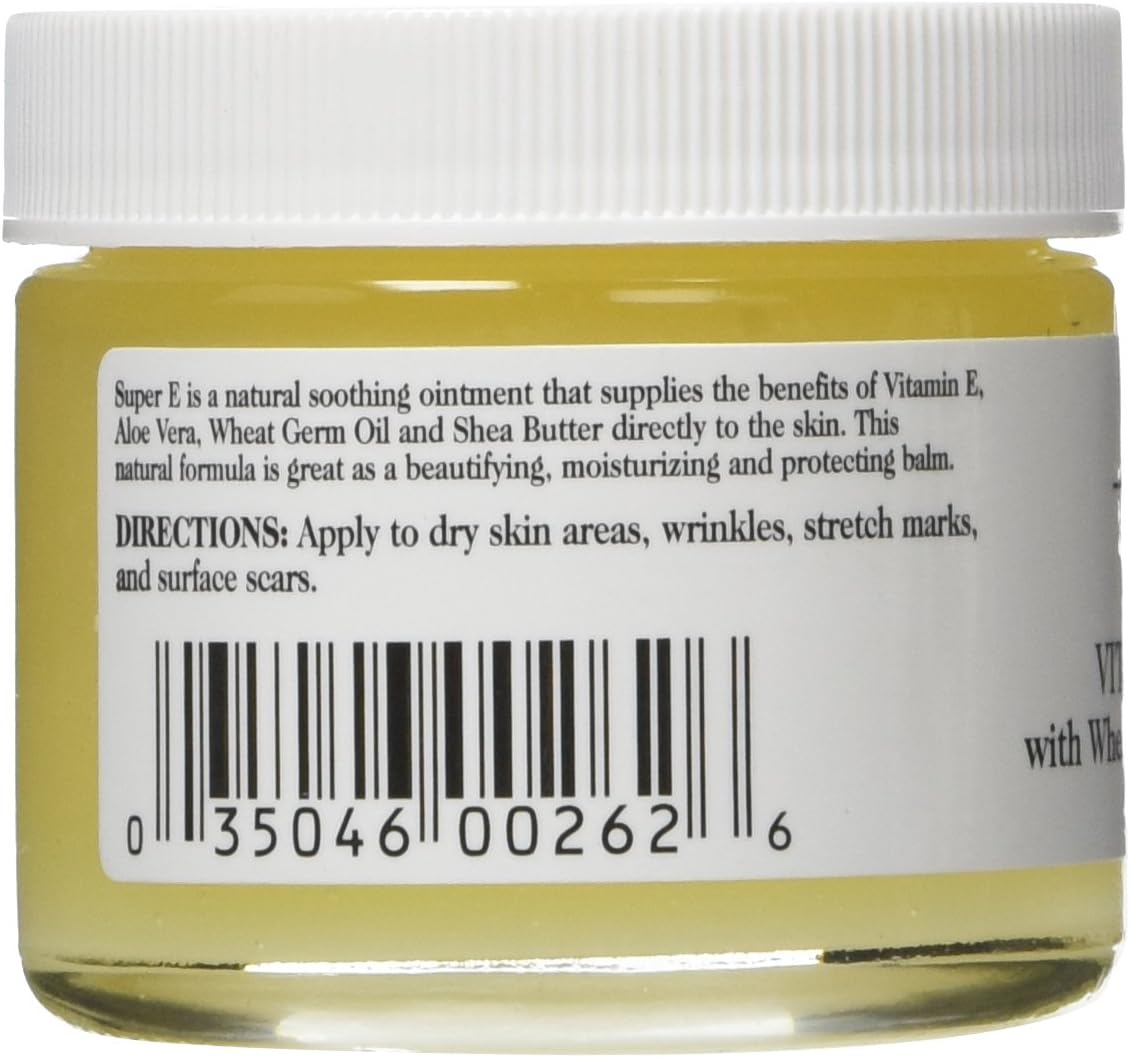 Super E is a natural soothing ointment that supplies the benefits of Vitamin E,
Aloe Vera, Wheat Germ Oil and Shea Butter directly to the skin. This
natural formula is great as a beautifying, moisturizing and protecting balm.
DIRECTIONS: Apply to dry skin areas, wrinkles, stretch marks,
and surface scars.
0 35046 00262 6
with